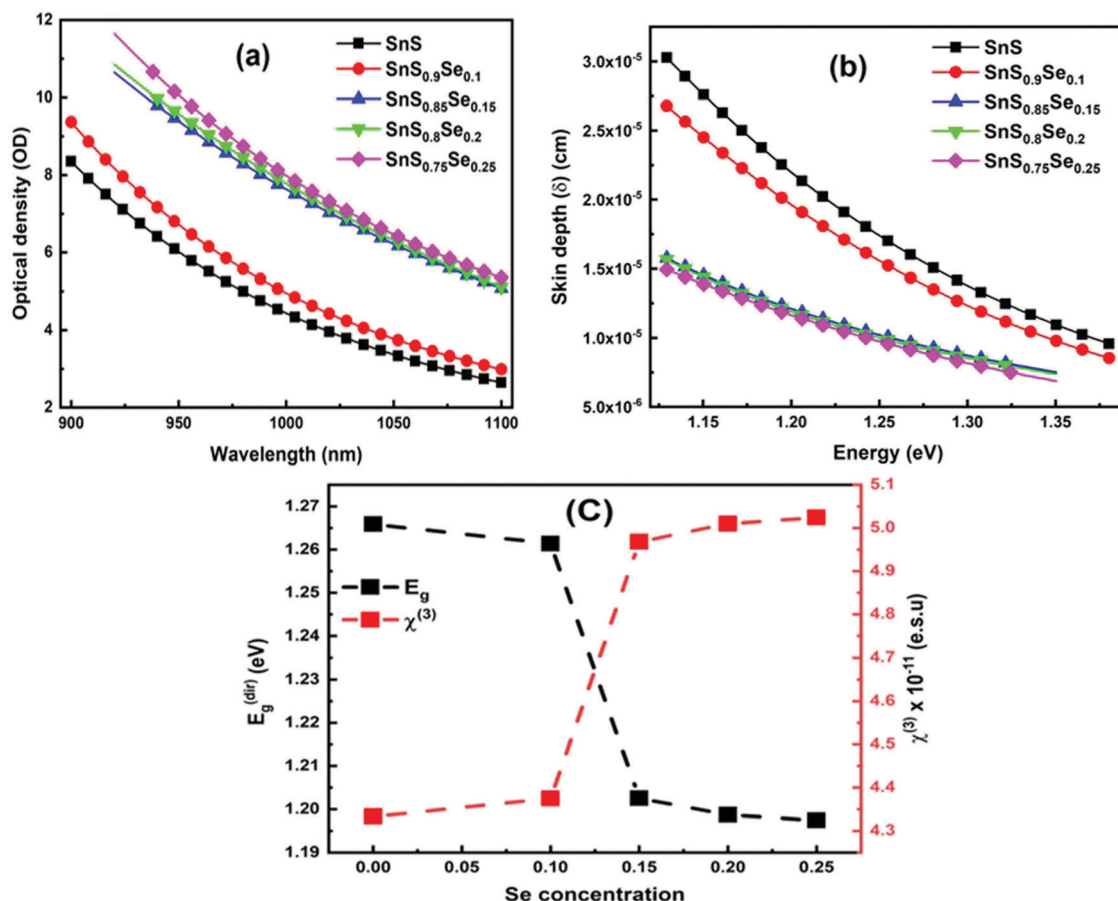 (a)
SnS
SnS0.9Se0.1
SnS0.85Se0.15
SnS0.8Se0.2
SnS0.75Se0.25
Optical density (OD)
12
10
8
6
4
2
900
950
1000
1050
1100
Wavelength (nm)
(b)
SnS
SnS0.9Se0.1
SnS0.85Se0.15
SnS0.8Se0.2
SnS0.75Se0.25
Skin depth (δ) (cm)
3.0x10-5
2.5x10-5
2.0x10-5
1.5x10-5
1.0x10-5
5.0x10-6
1.15
1.20
1.25
1.30
1.35
Energy (eV)
(C)
Eg
χ(3)
Eg(dir) (eV)
1.27
1.26
1.25
1.24
1.23
1.22
1.21
1.20
1.19
0.00
0.05
0.10
0.15
0.20
0.25
Se concentration
5.1
5.0
4.9
4.8
4.7
4.6
4.5
4.4
4.3
χ(3) x 10-11 (e.s.u)